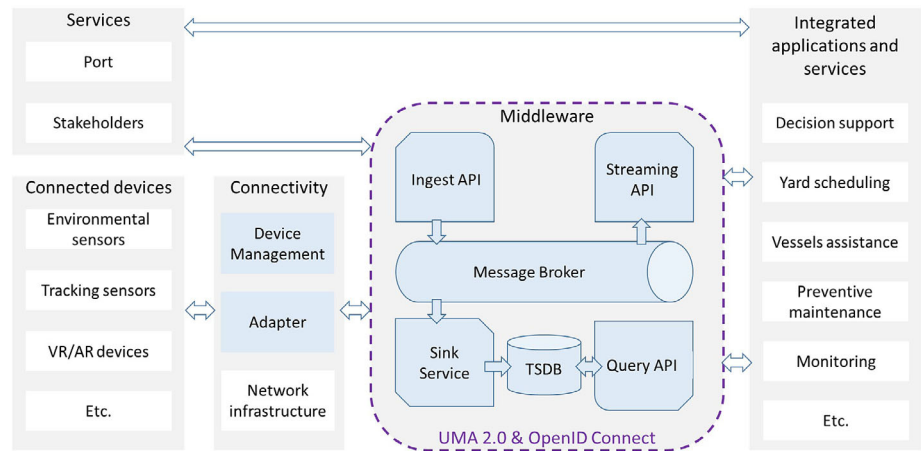 Services
Port
Stakeholders
Connected devices
Environmental
sensors
Tracking sensors
VR/AR devices
Etc.
Connectivity
Device
Management
Adapter
Network
infrastructure
Middleware
Ingest API
Streaming
API
Message Broker
Sink
Service
TSDB
Query API
UMA 2.0 & OpenID Connect
Integrated
applications and
services
Decision support
Yard scheduling
Vessels assistance
Preventive
maintenance
Monitoring
Etc.